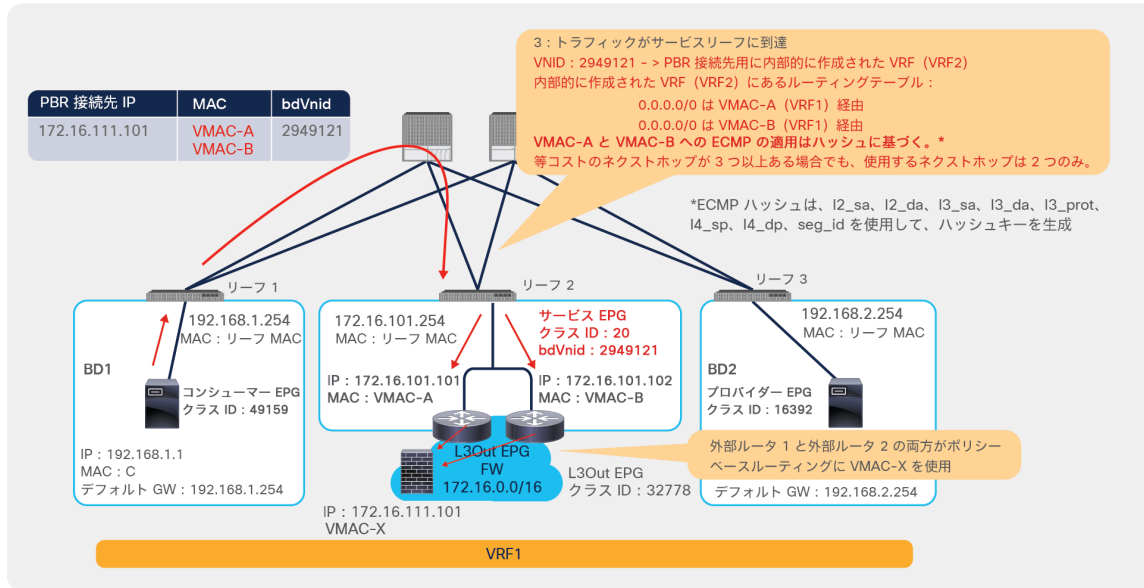 3：トラフィックがサービスリーフに到達
VNID：2949121 - > PBR 接続先用に内部的に作成された VRF（VRF2）
内部的に作成された VRF（VRF2）にあるルーティングテーブル：
0.0.0.0/0 は VMAC-A（VRF1）経由
0.0.0.0/0 は VMAC-B（VRF1）経由
VMAC-A と VMAC-B への ECMP の適用はハッシュに基づく。*
等コストのネクストホップが 3 つ以上ある場合でも、使用するネクストホップは 2 つのみ。
PBR 接続先 IP MAC bdVnid
172.16.111.101 VMAC-A 2949121
VMAC-B
*ECMP ハッシュは、l2_sa、l2_da、l3_sa、l3_da、l3_prot、
l4_sp、l4_dp、seg_id を使用して、ハッシュキーを生成
リーフ 1
192.168.1.254
MAC：リーフ MAC
BD1
コンシューマー EPG
クラス ID：49159
IP：192.168.1.1
MAC：C
デフォルト GW：192.168.1.254
リーフ 2
172.16.101.254
MAC：リーフ MAC
サービス EPG
クラス ID：20
bdVnid：2949121
IP：172.16.101.101
MAC：VMAC-A
IP：172.16.101.102
MAC：VMAC-B
L3Out EPG
FW
172.16.0.0/16
L3Out EPG
クラス ID：32778
IP：172.16.111.101
VMAC-X
リーフ 3
192.168.2.254
MAC：リーフ MAC
BD2
プロバイダー EPG
クラス ID：16392
外部ルータ 1 と外部ルータ 2 の両方がポリシー
ベースルーティングに VMAC-X を使用
デフォルト GW：192.168.2.254
VRF1